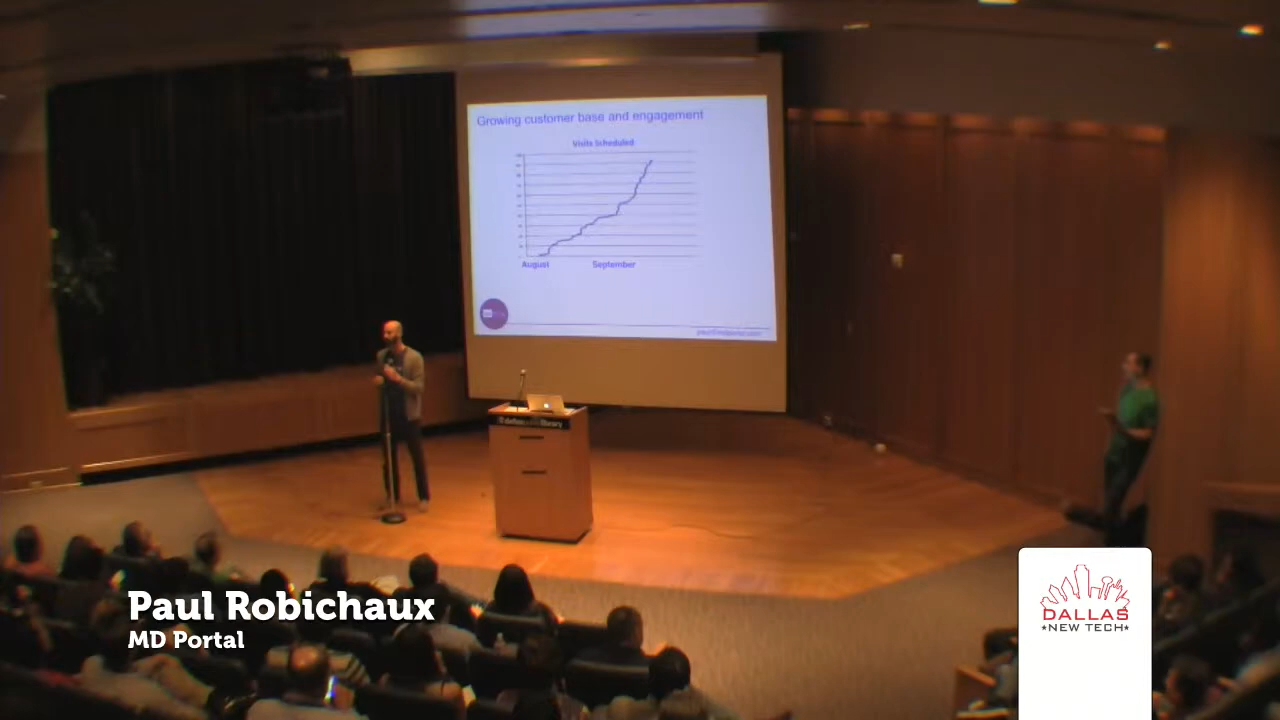 Growing customer base and engagement
Visits Scheduled
August September
Paul Robichaux
MD Portal
DALLAS
★NEW TECH★